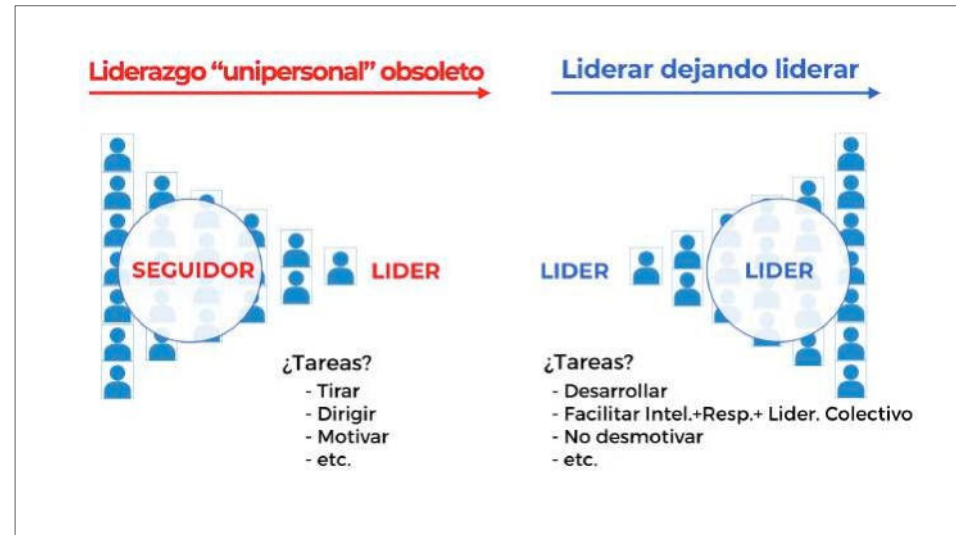 Liderazgo “unipersonal” obsoleto
SEGUIDOR
LIDER
¿Tareas?
- Tirar
- Dirigir
- Motivar
- etc.
Liderar dejando liderar
LIDER
LIDER
¿Tareas?
- Desarrollar
- Facilitar Intel.+Resp.+ Lider. Colectivo
- No desmotivar
- etc.